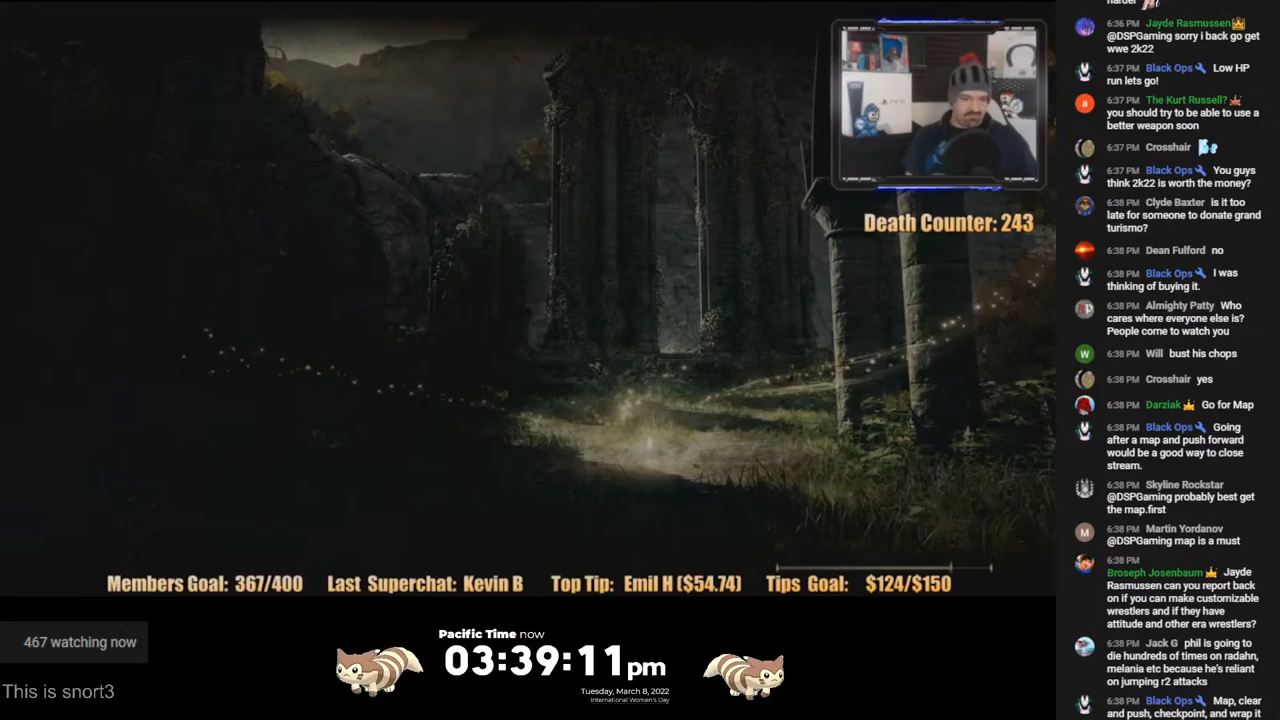 harder
6:36 PM Jayde Rasmussen
@DSPGaming sorry i back go get
wwe 2k22
6:37 PM Black Ops Low HP
run lets go!
6:37 PM The Kurt Russell?
you should try to be able to use a
better weapon soon
6:37 PM Crosshair
6:37 PM Black Ops You guys
think 2k22 is worth the money?
6:38 PM Clyde Baxter is it too
late for someone to donate grand
turismo?
6:38 PM Dean Fulford no
6:38 PM Black Ops I was
thinking of buying it.
6:38 PM Almighty Patty Who
cares where everyone else is?
People come to watch you
6:38 PM Will bust his chops
6:38 PM Crosshair yes
6:38 PM Darziak Go for Map
6:38 PM Black Ops Going
after a map and push forward
would be a good way to close
stream.
6:38 PM Skyline Rockstar
@DSPGaming probably best get
the map.first
6:38 PM Martin Yordanov
@DSPGaming map is a must
6:38 PM
Broseph Josenbaum Jayde
Rasmussen can you report back
on if you can make customizable
wrestlers and if they have
attitude and other era wrestlers?
6:38 PM Jack G phil is going to
die hundreds of times on radahn,
melania etc because he's reliant
on jumping r2 attacks
6:38 PM Black Ops Map, clear
and push, checkpoint, and wrap it
Death Counter: 243
Members Goal: 367/400 Last Superchat: Kevin B Top Tip: Emil H ($54.74) Tips Goal: $124/$150
467 watching now
This is snort3
Pacific Time now
03:39:11pm
Tuesday, March 8, 2022
International Women's Day